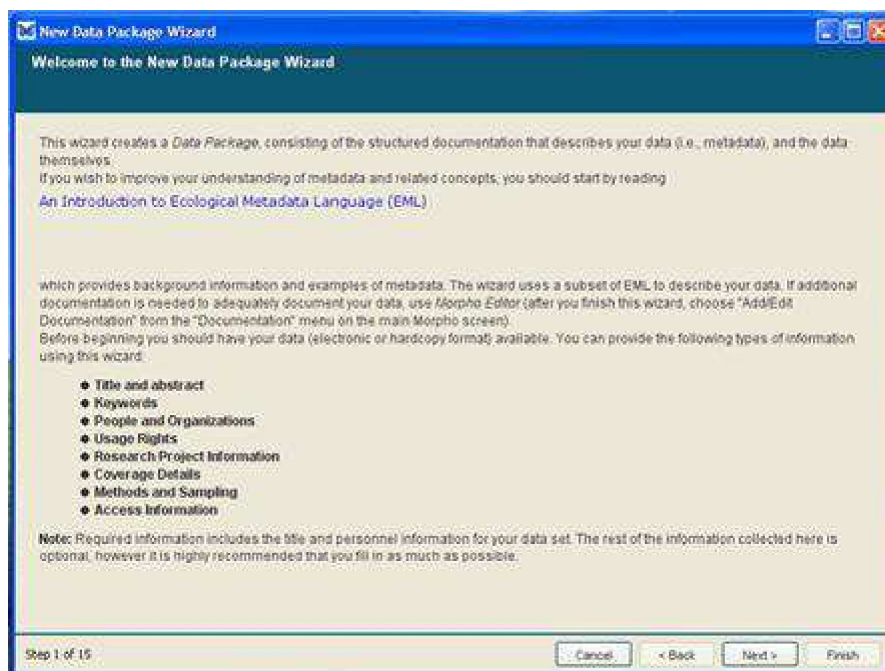 New Data Package Wizard
Welcome to the New Data Package Wizard
This wizard creates a Data Package, consisting of the structured documentation that describes your data (i.e., metadata), and the data
themselves.
If you wish to improve your understanding of metadata and related concepts, you should start by reading
An Introduction to Ecological Metadata Language (EML)
which provides background information and examples of metadata. The wizard uses a subset of EML to describe your data. If additional
documentation is needed to adequately document your data, use Morpho Editor (after you finish this wizard, choose "Add/Edit
Documentation" from the "Documentation" menu on the main Morpho screen).
Before beginning you should have your data (electronic or hardcopy format) available. You can provide the following types of information
using this wizard:
Title and abstract
Keywords
People and Organizations
Usage Rights
Research Project Information
Coverage Details
Methods and Sampling
Access Information
Note: Required information includes the title and personnel information for your data set. The rest of the information collected here is
optional, however it is highly recommended that you fill in as much as possible.
Step 1 of 15
Cancel < Back Next > Finish